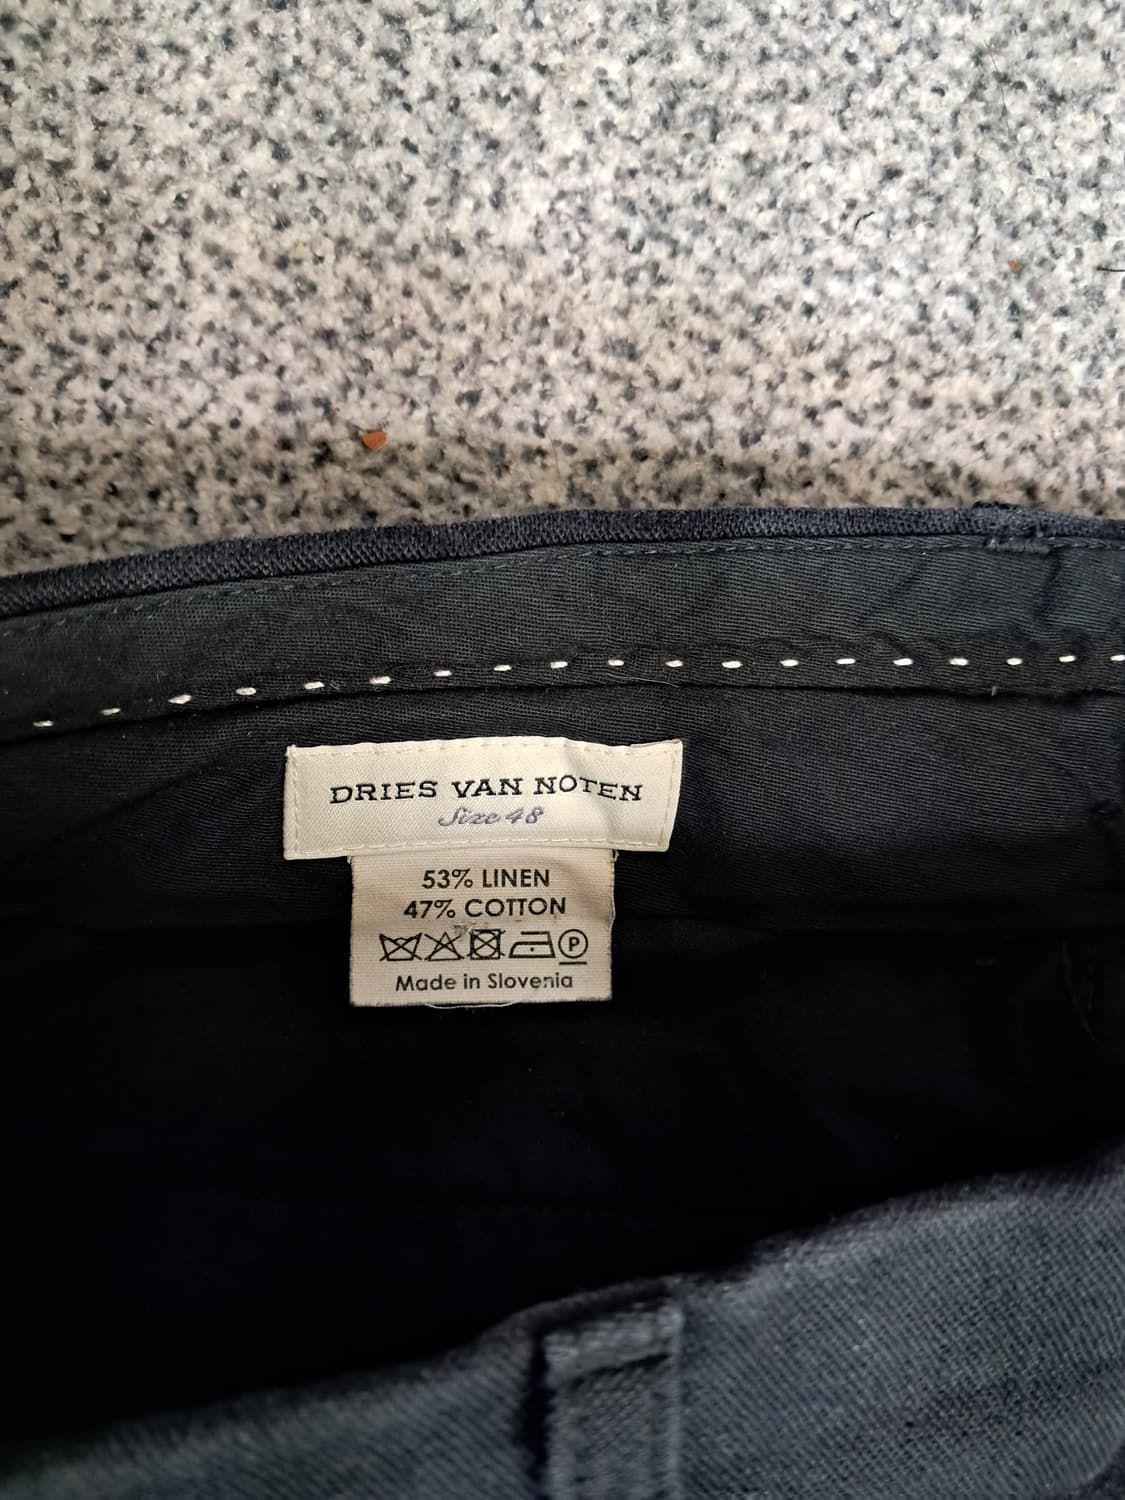 DRIES VAN NOTEN
Size 48
53% LINEN
47% COTTON
P
Made in Slovenia